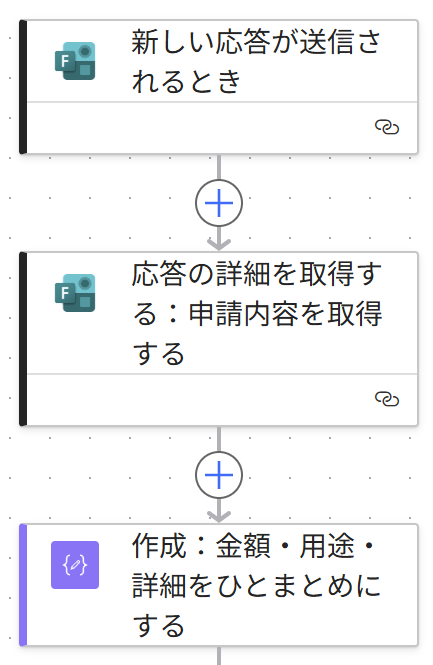 新しい応答が送信さ
れるとき
応答の詳細を取得す
る：申請内容を取得
する
作成：金額・用途・
詳細をひとまとめに
する